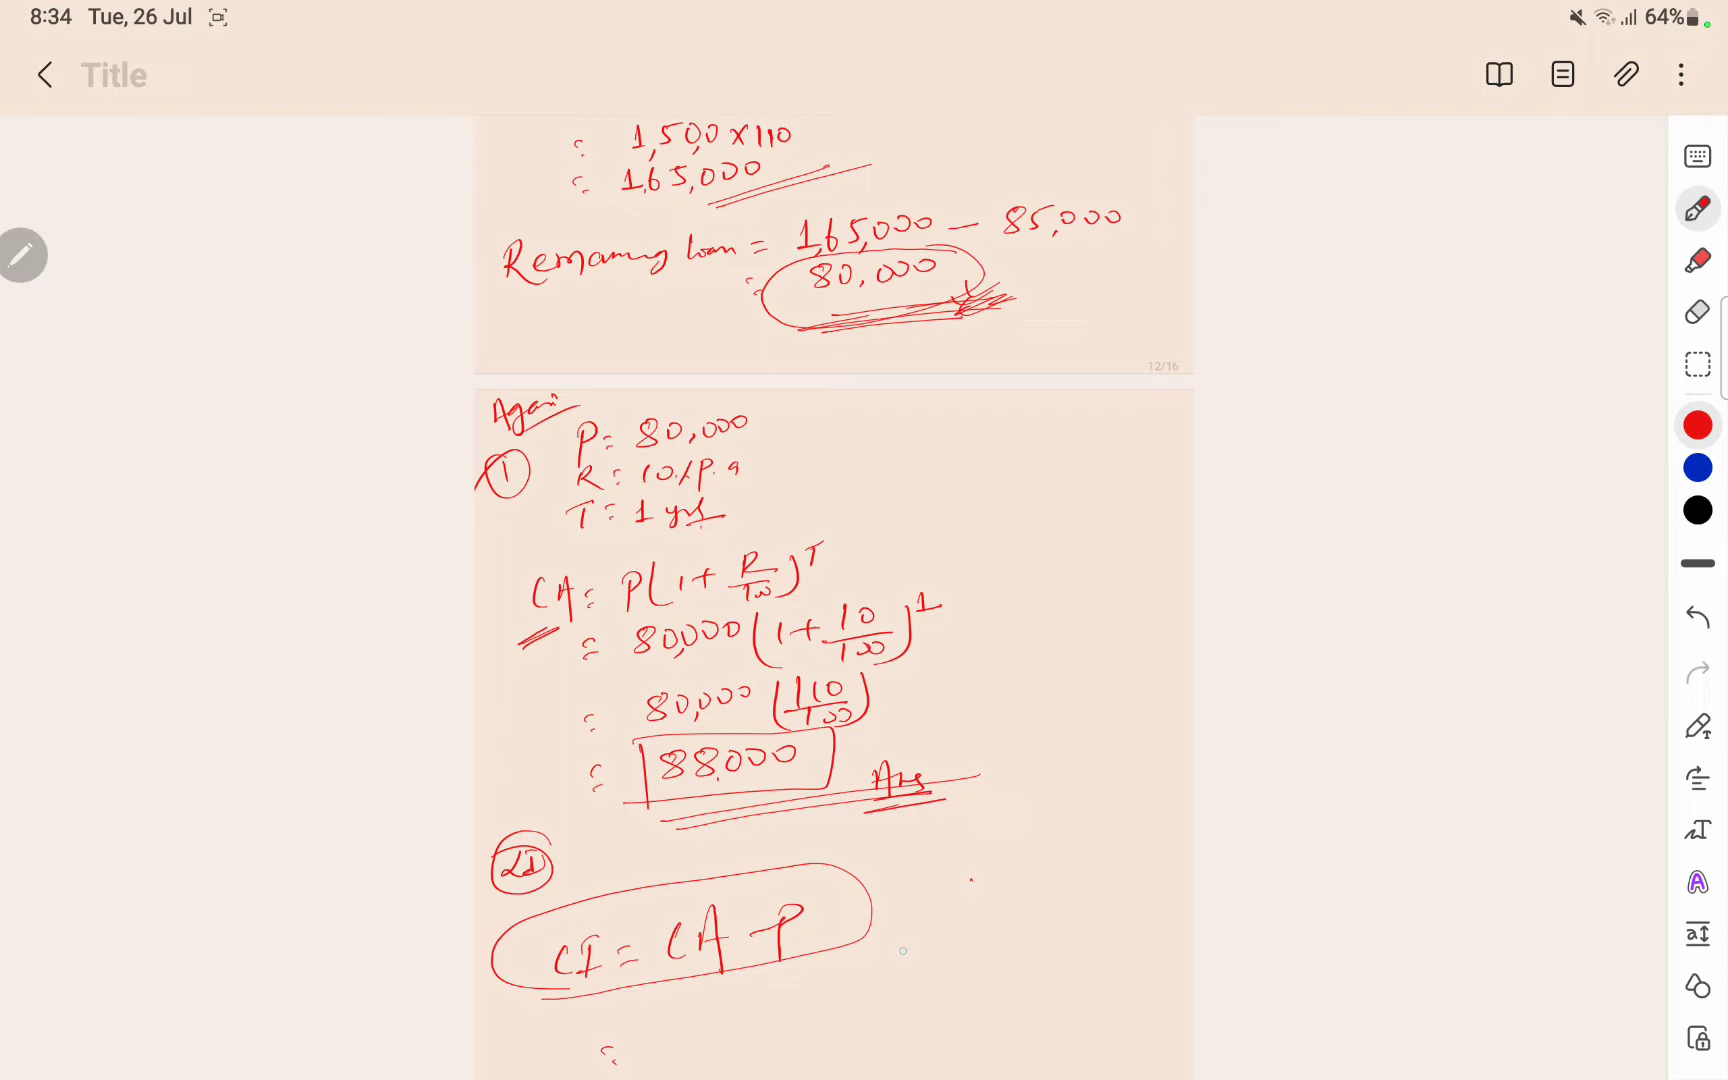 8:34 Tue, 26 Jul 64%
Title
: 1,500 x 110
: 1,65,000
Remaming loan = 1,65,000 - 85,000
: 80,000
12/16
Again
P = 80,000
1 R = 10% P.a
T = 1 yrs
CA = P(1 + R/100)^T
= 80,000 (1 + 10/100)^1
= 80,000 (110/100)
= 88,000 Ans
CI = CA - P
=